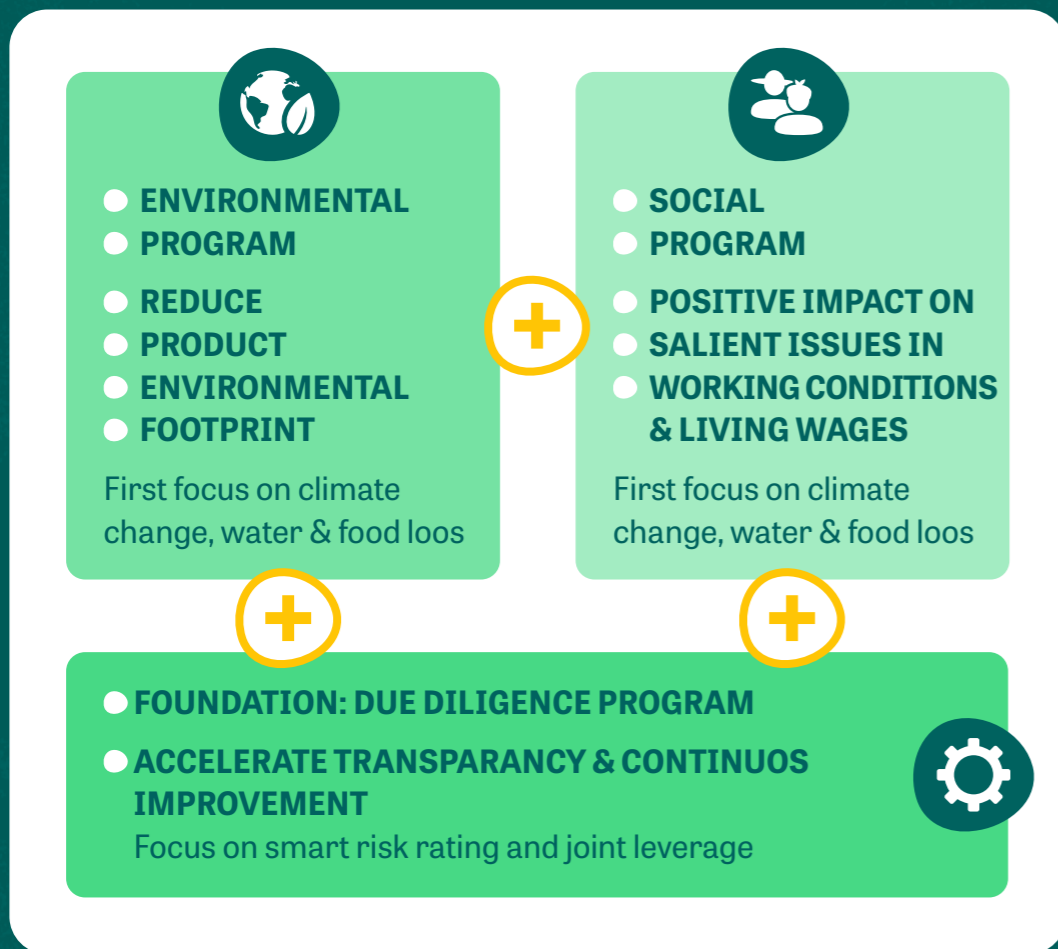 ENVIRONMENTAL
PROGRAM
REDUCE
PRODUCT
ENVIRONMENTAL
FOOTPRINT
First focus on climate
change, water & food loos
SOCIAL
PROGRAM
POSITIVE IMPACT ON
SALIENT ISSUES IN
WORKING CONDITIONS
& LIVING WAGES
First focus on climate
change, water & food loos
FOUNDATION: DUE DILIGENCE PROGRAM
ACCELERATE TRANSPARANCY & CONTINUOS
IMPROVEMENT
Focus on smart risk rating and joint leverage